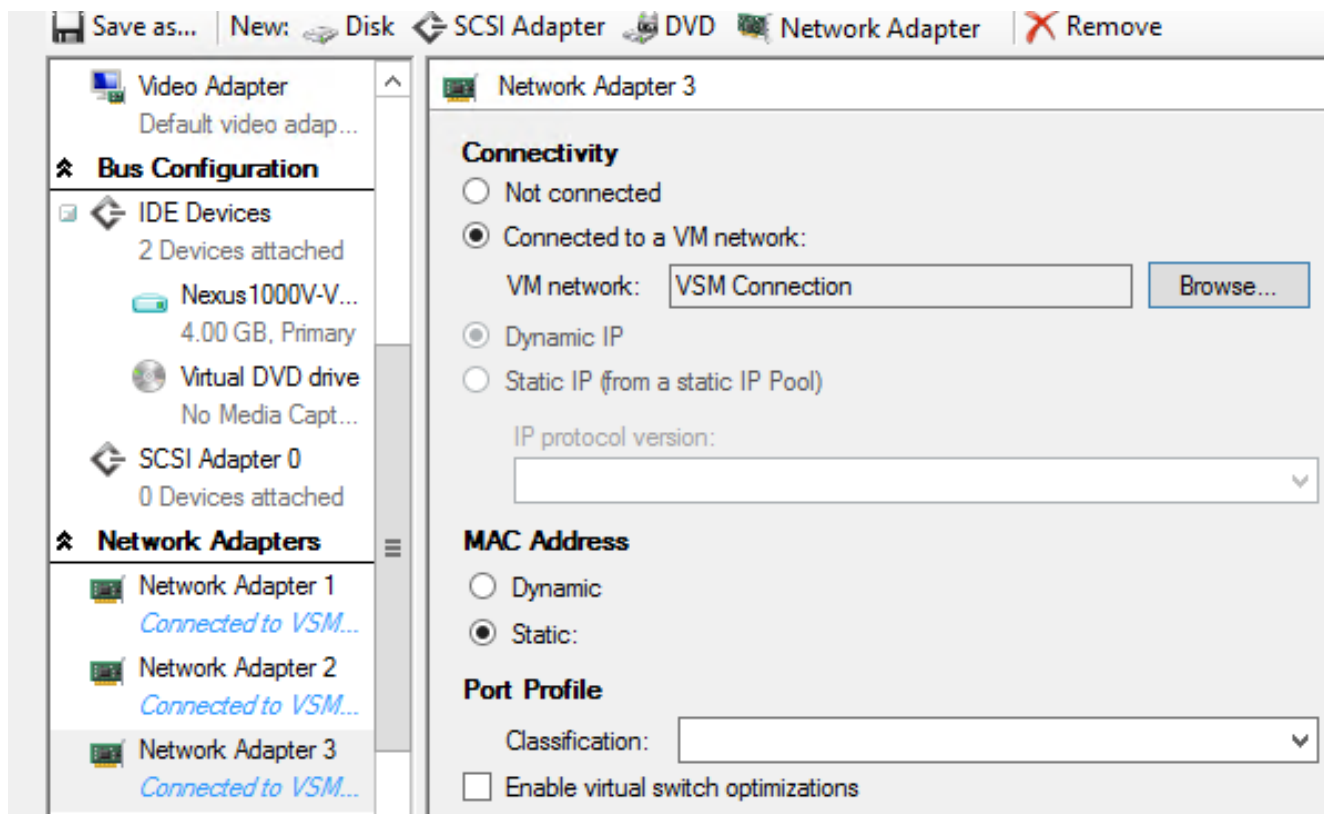 Save as... New: Disk SCSI Adapter DVD Network Adapter Remove
Video Adapter
Default video adap...
Bus Configuration
IDE Devices
2 Devices attached
Nexus1000V-V...
4.00 GB, Primary
Virtual DVD drive
No Media Capt...
SCSI Adapter 0
0 Devices attached
Network Adapters
Network Adapter 1
Connected to VSM...
Network Adapter 2
Connected to VSM...
Network Adapter 3
Connected to VSM...
Network Adapter 3
Connectivity
Not connected
Connected to a VM network:
VM network: VSM Connection Browse...
Dynamic IP
Static IP (from a static IP Pool)
IP protocol version:
MAC Address
Dynamic
Static:
Port Profile
Classification:
Enable virtual switch optimizations